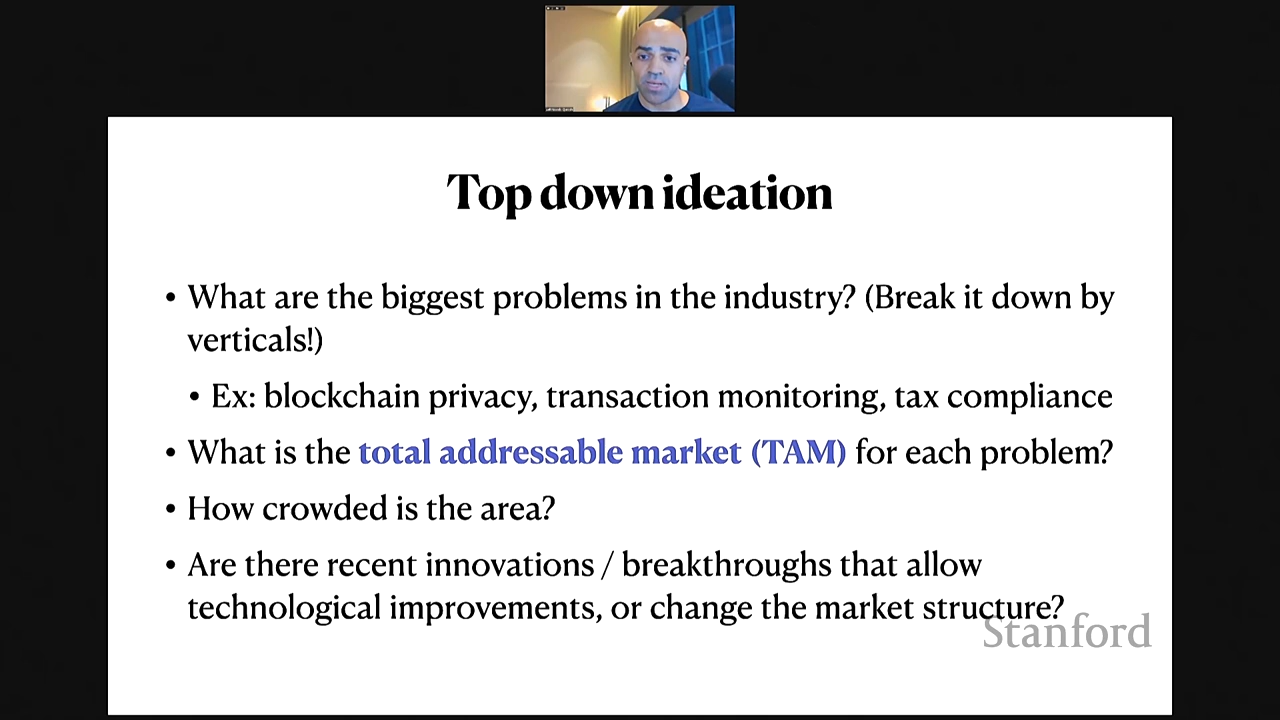 Top down ideation
• What are the biggest problems in the industry? (Break it down by
verticals!)
• Ex: blockchain privacy, transaction monitoring, tax compliance
• What is the total addressable market (TAM) for each problem?
• How crowded is the area?
• Are there recent innovations / breakthroughs that allow
technological improvements, or change the market structure?
Stanford